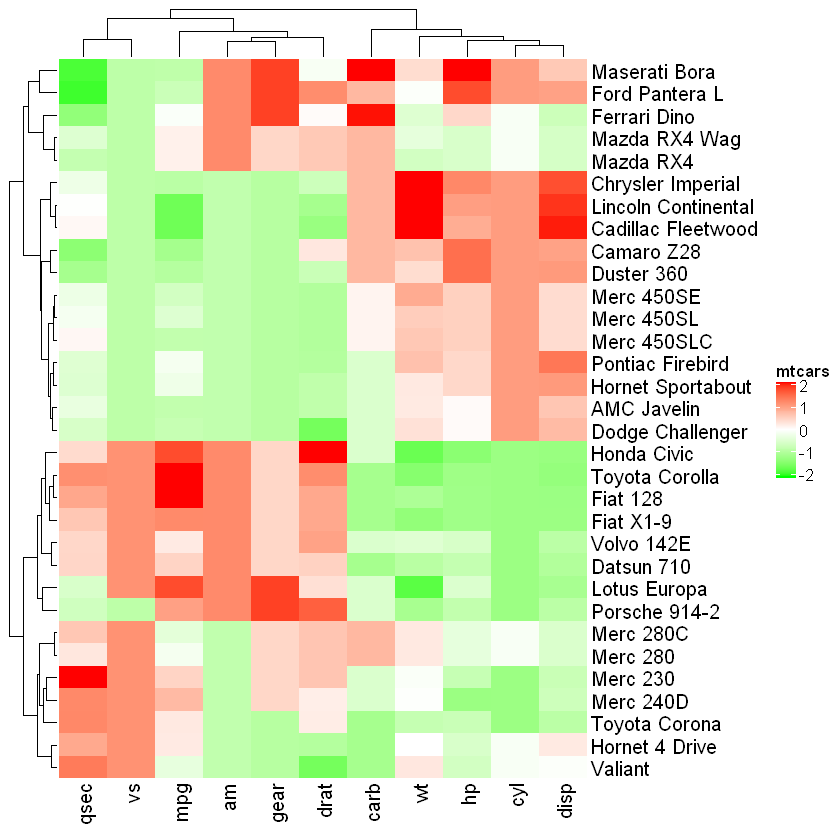 Maserati Bora
Ford Pantera L
Ferrari Dino
Mazda RX4 Wag
Mazda RX4
Chrysler Imperial
Lincoln Continental
Cadillac Fleetwood
Camaro Z28
Duster 360
Merc 450SE
Merc 450SL
Merc 450SLC
Pontiac Firebird
Hornet Sportabout
AMC Javelin
Dodge Challenger
Honda Civic
Toyota Corolla
Fiat 128
Fiat X1-9
Volvo 142E
Datsun 710
Lotus Europa
Porsche 914-2
Merc 280C
Merc 280
Merc 230
Merc 240D
Toyota Corona
Hornet 4 Drive
Valiant
qsec
vs
mpg
am
gear
drat
carb
wt
hp
cyl
disp
mtcars
2
1
0
-1
-2